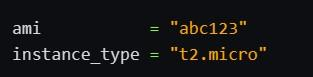 ami           = "abc123"
instance_type = "t2.micro"